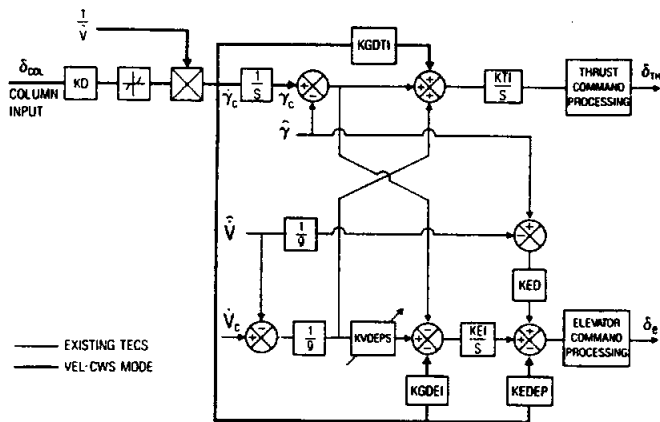 1
V̂
KGDTI
δCOL
COLUMN
INPUT
KD
γ̇c
1
S
γc
+
−
−
+
+
+
KTI
S
THRUST
COMMAND
PROCESSING
δTH
γ̂
V̇̂
1
g
−
+
KED
V̇c
+
−
1
g
KVDEPS
+
−
−
KEI
S
+
+
−
ELEVATOR
COMMAND
PROCESSING
δe
KGDEI
KEDEP
EXISTING TECS
VEL-CWS MODE